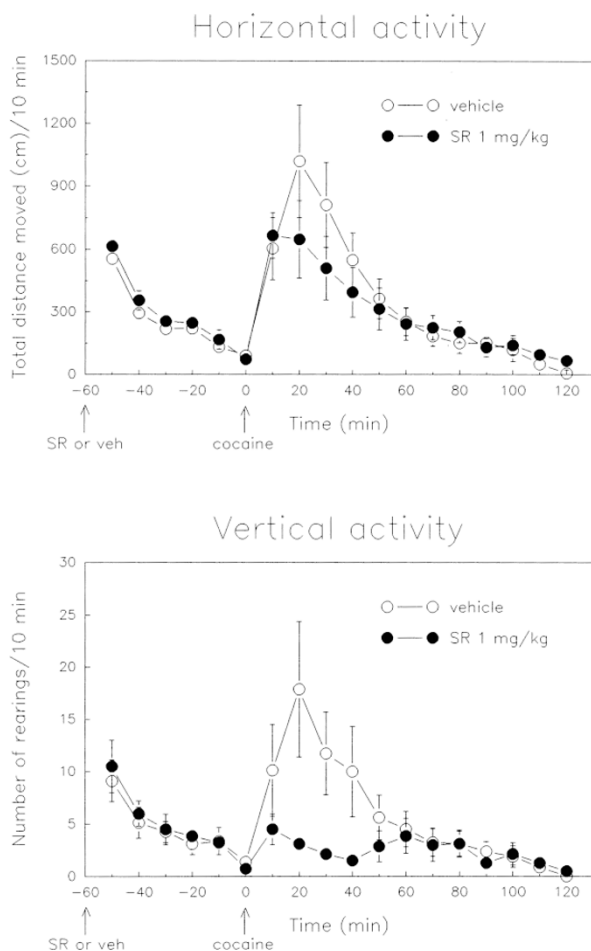 Horizontal activity
Total distance moved (cm)/10 min
1500
1200
900
600
300
0
vehicle
SR 1 mg/kg
−60 −40 −20 0 20 40 60 80 100 120
Time (min)
SR or veh
cocaine
Vertical activity
Number of rearings/10 min
30
25
20
15
10
5
0
vehicle
SR 1 mg/kg
−60 −40 −20 0 20 40 60 80 100 120
Time (min)
SR or veh
cocaine